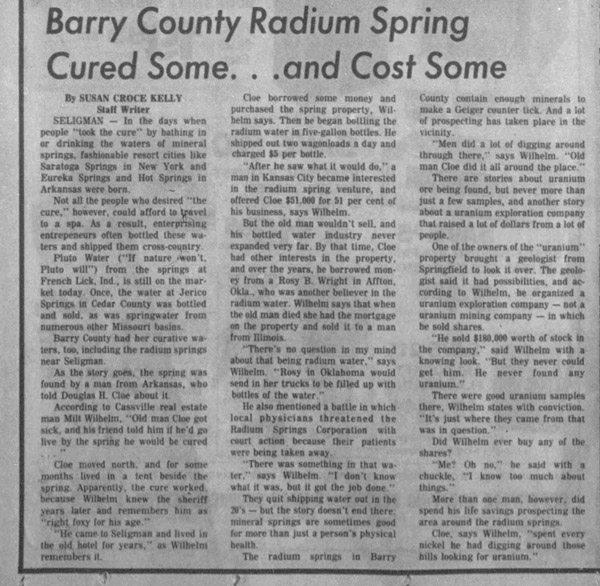 Barry County Radium Spring
Cured Some. . .and Cost Some
By SUSAN CROCE KELLY
Staff Writer
SELIGMAN — In the days when
people "took the cure" by bathing in
or drinking the waters of mineral
springs, fashionable resort cities like
Saratoga Springs in New York and
Eureka Springs and Hot Springs in
Arkansas were born.
Not all the people who desired "the
cure," however, could afford to travel
to a spa. As a result, enterprising
entrepeneurs often bottled these wa-
ters and shipped them cross-country.
Pluto Water ("If nature won't,
Pluto will") from the springs at
French Lick, Ind., is still on the mar-
ket today. Once, the water in Jerico
Springs in Cedar County was bottled
and sold, as was springwater from
numerous other Missouri basins.
Barry County had her curative wa-
ters, too, including the radium springs
near Seligman.
As the story goes, the spring was
found by a man from Arkansas, who
told Douglas H. Cloe about it.
According to Cassville real estate
man Milt Wilhelm, "Old man Cloe got
sick, and his friend told him if he'd go
live by the spring he would be cured
. . ."
Cloe moved north, and for some
months lived in a tent beside the
spring. Apparently, the cure worked,
because Wilhelm knew the sheriff
years later and remembers him as
"right foxy for his age."
"He came to Seligman and lived in
the old hotel for years," as Wilhelm
remembers it.
Cloe borrowed some money and
purchased the spring property, Wil-
helm says. Then he began bottling the
radium water in five-gallon bottles. He
shipped out two wagonloads a day and
charged $5 per bottle.
"After he saw what it would do," a
man in Kansas City became interested
in the radium spring venture, and
offered Cloe $51,000 for 51 per cent of
his business, says Wilhelm.
But the old man wouldn't sell, and
his bottled water industry never
expanded very far. By that time, Cloe
had other interests in the property,
and over the years, he borrowed mon-
ey from a Rosy B. Wright in Affton,
Okla., who was another believer in the
radium water. Wilhelm says that when
the old man died she had the mortgage
on the property and sold it to a man
from Illinois.
"There's no question in my mind
about that being radium water," says
Wilhelm. "Rosy in Oklahoma would
send in her trucks to be filled up with
bottles of the water."
He also mentioned a battle in which
local physicians threatened the
Radium Springs Corporation with
court action because their patients
were being taken away.
"There was something in that wa-
ter," says Wilhelm. "I don't know
what it was, but it got the job done."
They quit shipping water out in the
20's — but the story doesn't end there.
mineral springs are sometimes good
for more than just a person's physical
health.
The radium springs in Barry
County contain enough minerals to
make a Geiger counter tick. And a lot
of prospecting has taken place in the
vicinity.
"Men did a lot of digging around
through there," says Wilhelm. "Old
man Cloe did it all around the place."
There are stories about uranium
ore being found, but never more than
just a few samples, and another story
about a uranium exploration company
that raised a lot of dollars from a lot of
people.
One of the owners of the "uranium"
property brought a geologist from
Springfield to look it over. The geolo-
gist said it had possibilities, and ac-
cording to Wilhelm, he organized a
uranium exploration company — not a
uranium mining company — in which
he sold shares.
"He sold $180,000 worth of stock in
the company," said Wilhelm with a
knowing look. "But they never could
get him. He never found any
uranium."
There were good uranium samples
there, Wilhelm states with conviction.
"It's just where they came from that
was in question."
Did Wilhelm ever buy any of the
shares?
"Me? Oh no," he said with a
chuckle, "I know too much about
things."
More than one man, however, did
spend his life savings prospecting the
area around the radium springs.
Cloe, says Wilhelm, "spent every
nickel he had digging around those
hills looking for uranium."